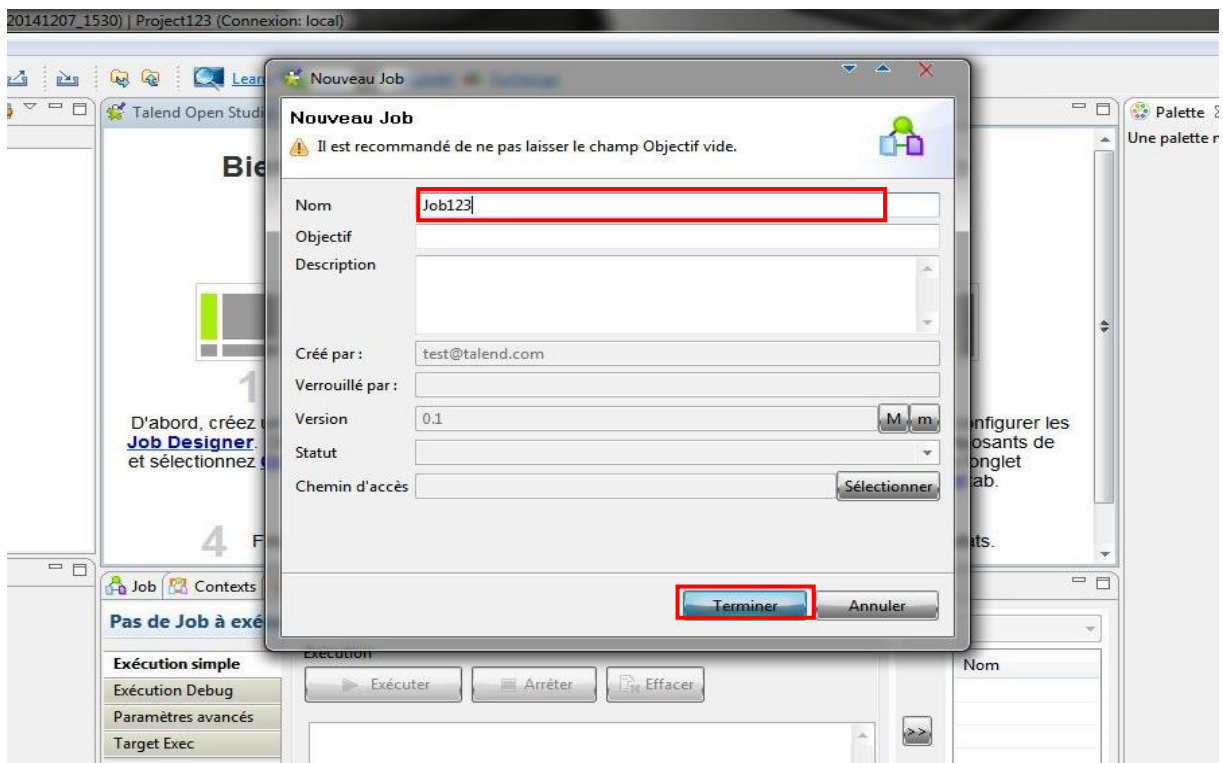 20141207_1530) | Project123 (Connexion: local)
Lear
Talend Open Studi
Palette
Une palette
Bie
1
D'abord, créez
Job Designer.
et sélectionnez
4
F
nfigurer les
osants de
onglet
ab.
ats.
Nouveau Job
Nouveau Job
Il est recommandé de ne pas laisser le champ Objectif vide.
Nom
Job123
Objectif
Description
Créé par :
test@talend.com
Verrouillé par :
Version
0.1
M
m
Statut
Chemin d'accès
Sélectionner
Terminer
Annuler
Job
Contexts
Pas de Job à exé
Exécution simple
Exécution Debug
Paramètres avancés
Target Exec
Exécution
Exécuter
Arrêter
Effacer
>>
Nom